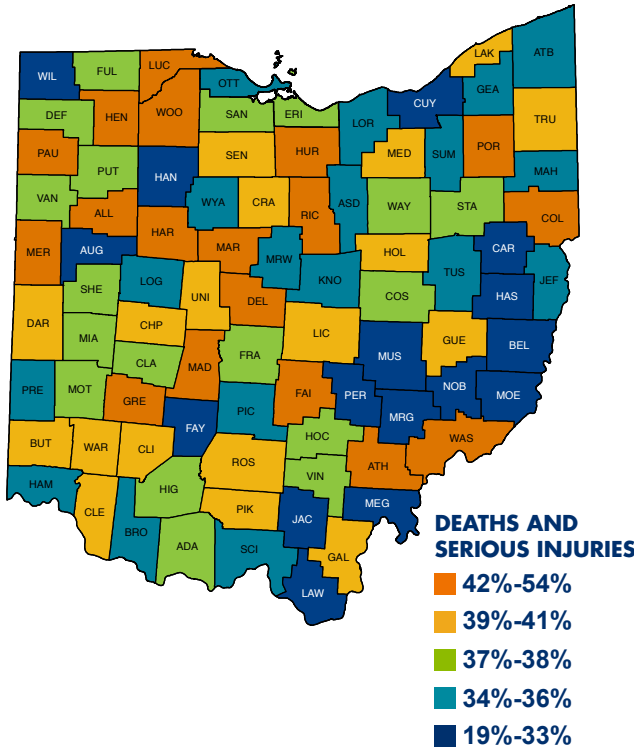 LAK
ATB
LUC
FUL
WIL
OTT
GEA
CUY
DEF
HEN
WOO
SAN
ERI
LOR
TRU
PAU
SEN
HUR
MED
SUM
POR
PUT
HAN
MAH
VAN
WYA
CRA
ASD
WAY
STA
ALL
RIC
COL
HAR
MER
AUG
MAR
MRW
HOL
CAR
TUS
SHE
LOG
KNO
JEF
UNI
DEL
COS
HAS
DAR
CHP
LIC
MIA
GUE
BEL
FRA
MUS
CLA
MAD
PRE
MOT
NOB
GRE
FAI
PER
MOE
PIC
MRG
FAY
HOC
WAS
BUT
WAR
CLI
ROS
ATH
VIN
HAM
HIG
MEG
PIK
CLE
JAC
BRO
ADA
SCI
GAL
LAW
DEATHS AND
SERIOUS INJURIES
42%-54%
39%-41%
37%-38%
34%-36%
19%-33%